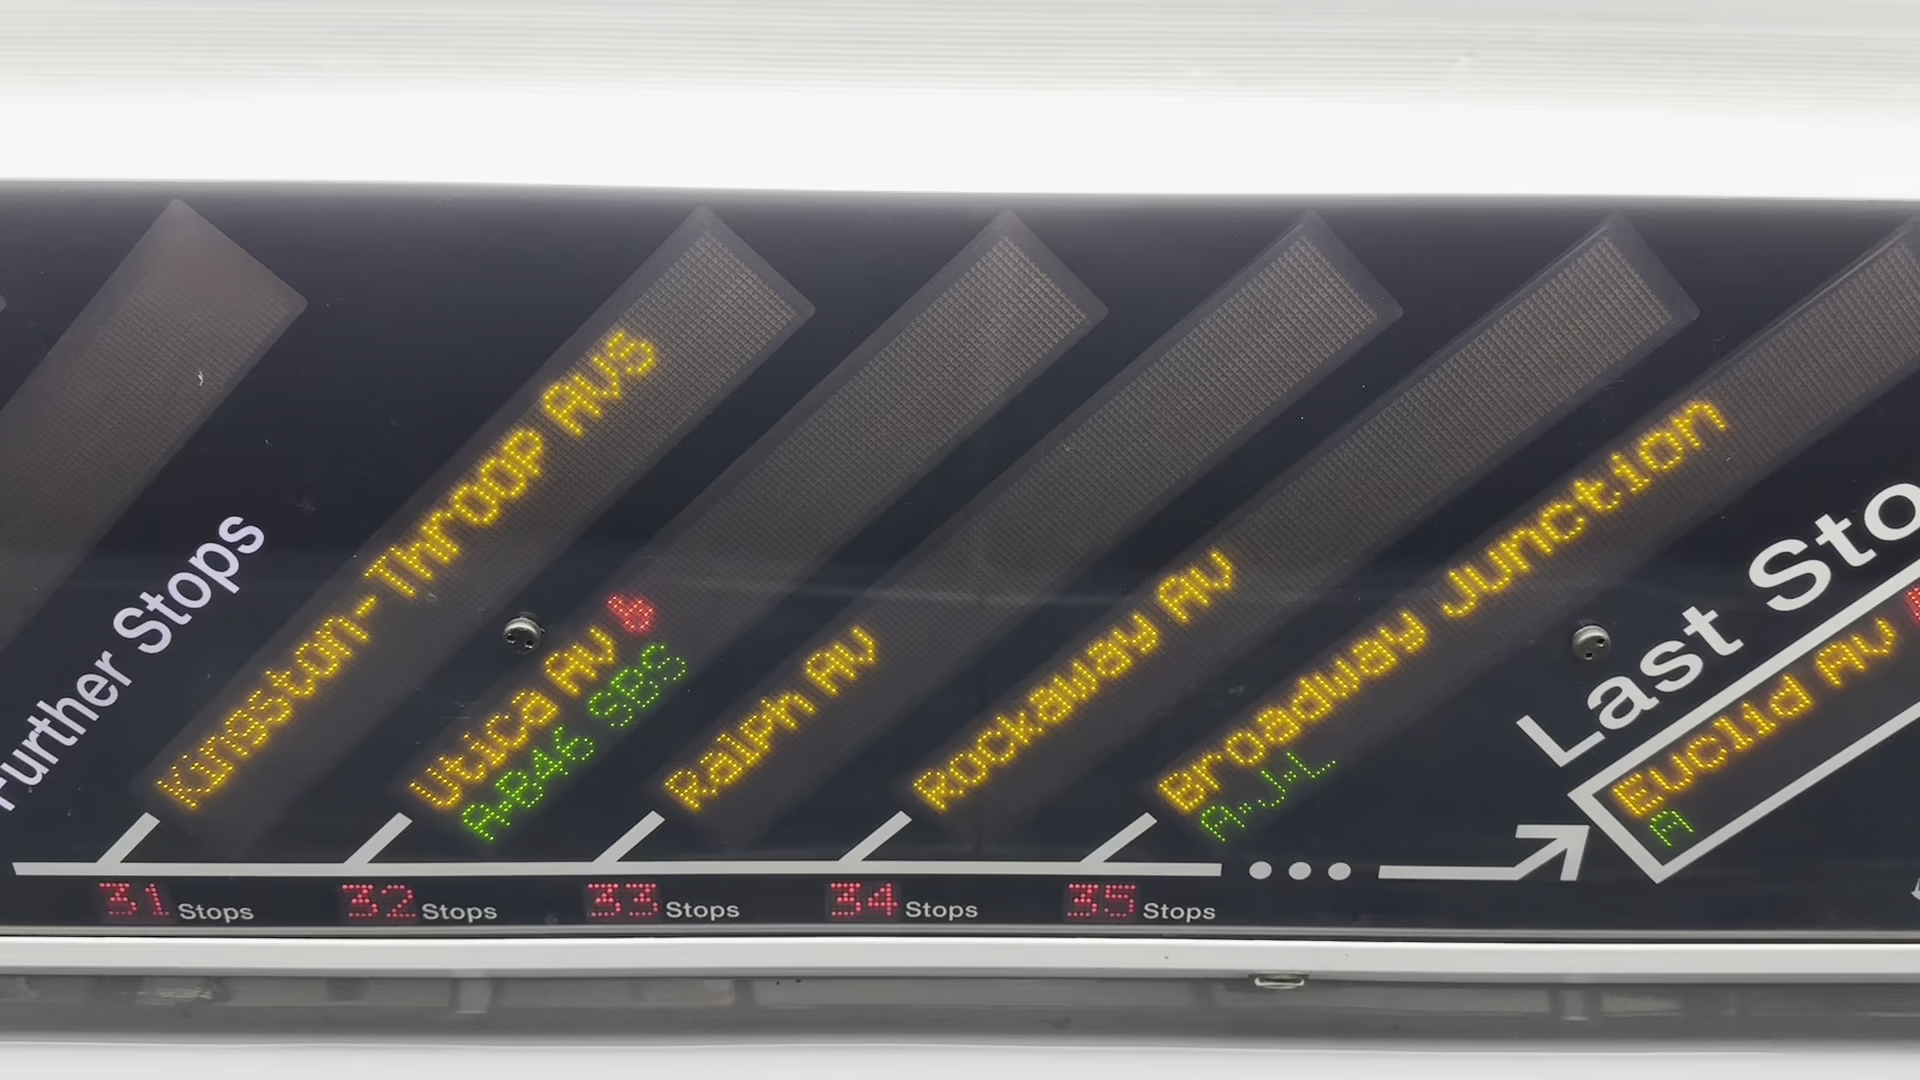 Further Stops
Kingston-Throop Avs
Utica Av
A•B46 SBS
Ralph Av
Rockaway Av
Broadway Junction
A•J•L
Last
Euclid Av
A
31 Stops
32 Stops
33 Stops
34 Stops
35 Stops